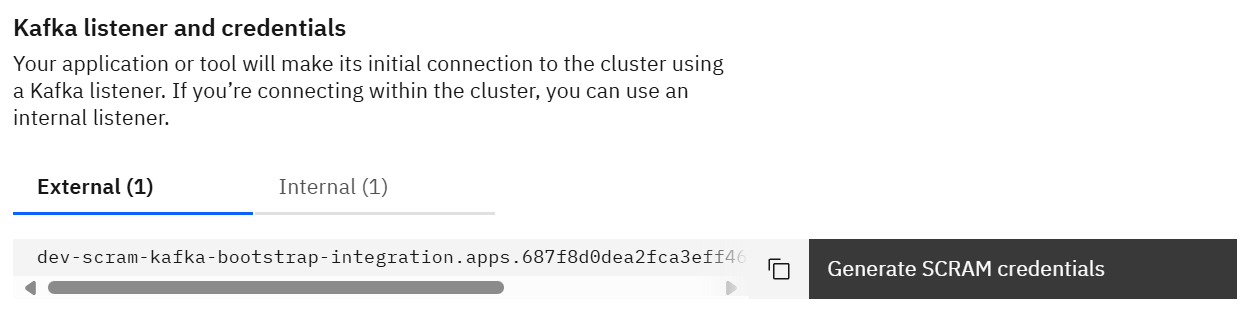 Kafka listener and credentials
Your application or tool will make its initial connection to the cluster using
a Kafka listener. If you’re connecting within the cluster, you can use an
internal listener.
External (1)
Internal (1)
dev-scram-kafka-bootstrap-integration.apps.687f8d0dea2fca3eff46
Generate SCRAM credentials